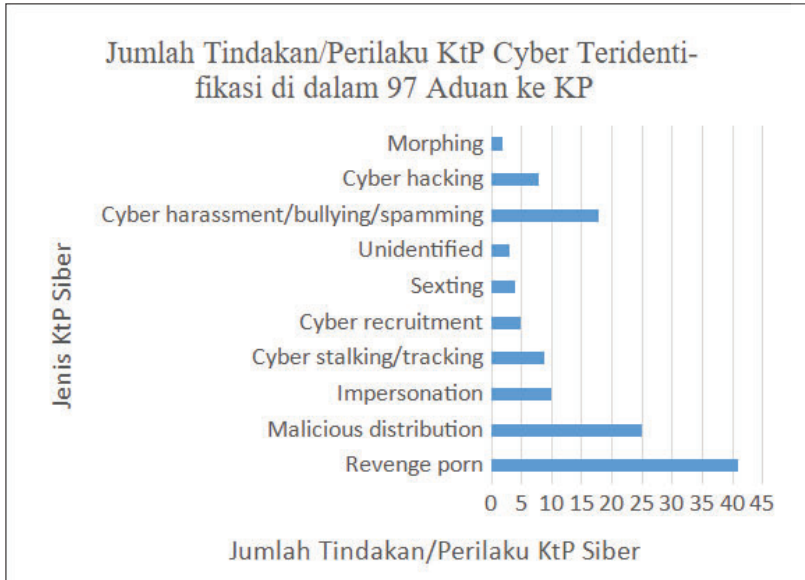 Jumlah Tindakan/Perilaku KtP Cyber Teridenti-
fikasi di dalam 97 Aduan ke KP
Jenis KtP Siber
Morphing
Cyber hacking
Cyber harassment/bullying/spamming
Unidentified
Sexting
Cyber recruitment
Cyber stalking/tracking
Impersonation
Malicious distribution
Revenge porn
0 5 10 15 20 25 30 35 40 45
Jumlah Tindakan/Perilaku KtP Siber